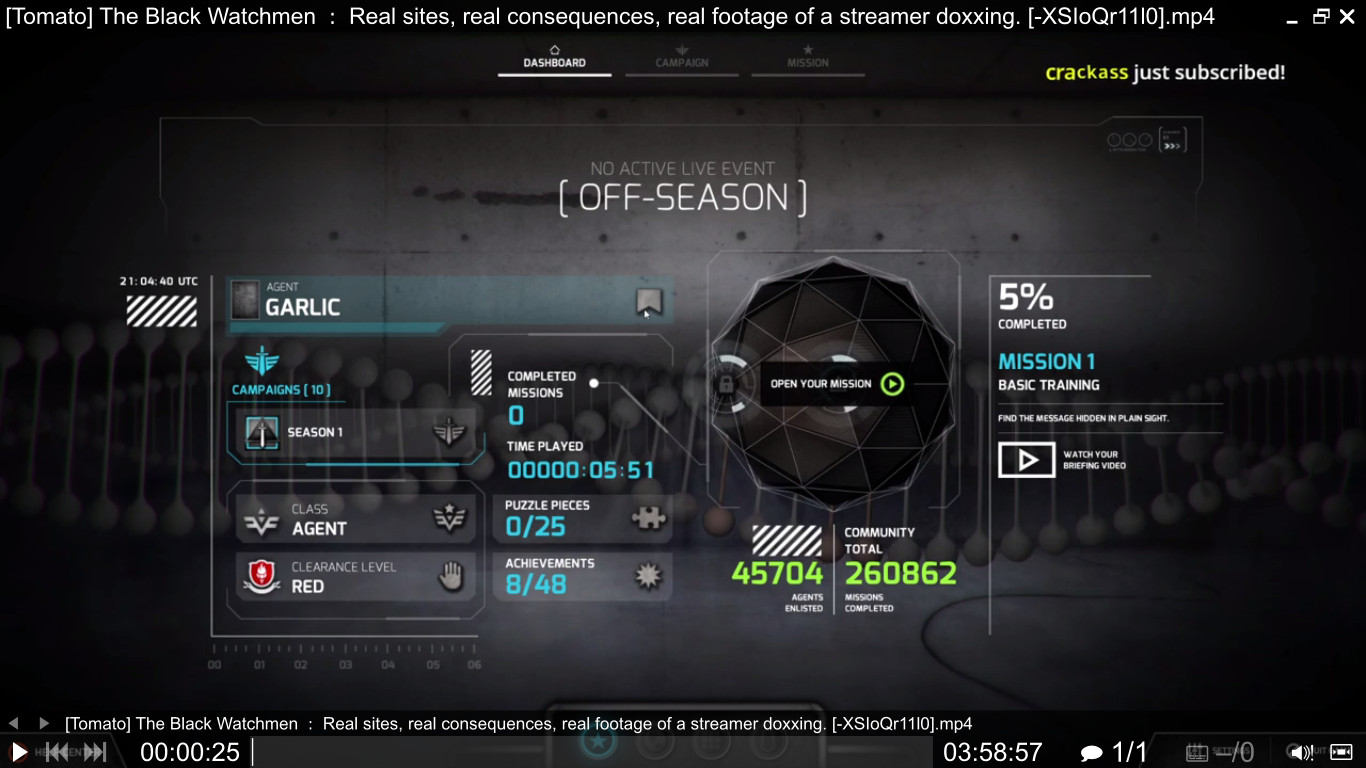 [Tomato] The Black Watchmen : Real sites, real consequences, real footage of a streamer doxxing. [-XSIoQr11l0].mp4
DASHBOARD
CAMPAIGN
MISSION
crackass just subscribed!
NO ACTIVE LIVE EVENT
[ OFF-SEASON ]
21:04:40 UTC
AGENT
GARLIC
CAMPAIGNS [ 10 ]
SEASON 1
COMPLETED
MISSIONS
0
TIME PLAYED
00000:05:51
CLASS
AGENT
PUZZLE PIECES
0/25
CLEARANCE LEVEL
RED
ACHIEVEMENTS
8/48
00 01 02 03 04 05 06
OPEN YOUR MISSION
45704
AGENTS
ENLISTED
COMMUNITY
TOTAL
260862
MISSIONS
COMPLETED
5%
COMPLETED
MISSION 1
BASIC TRAINING
FIND THE MESSAGE HIDDEN IN PLAIN SIGHT.
WATCH YOUR
BRIEFING VIDEO
[Tomato] The Black Watchmen : Real sites, real consequences, real footage of a streamer doxxing. [-XSIoQr11l0].mp4
00:00:25
03:58:57
1/1
–/0